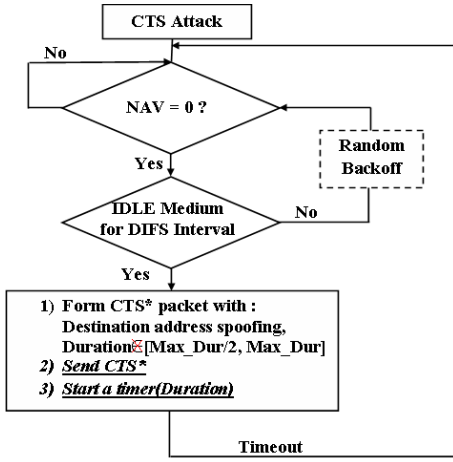 CTS Attack
No
NAV = 0 ?
Yes
Random
Backoff
IDLE Medium
for DIFS Interval
No
Yes
1) Form CTS* packet with :
Destination address spoofing,
Duration∈[Max_Dur/2, Max_Dur]
2) Send CTS*
3) Start a timer(Duration)
Timeout